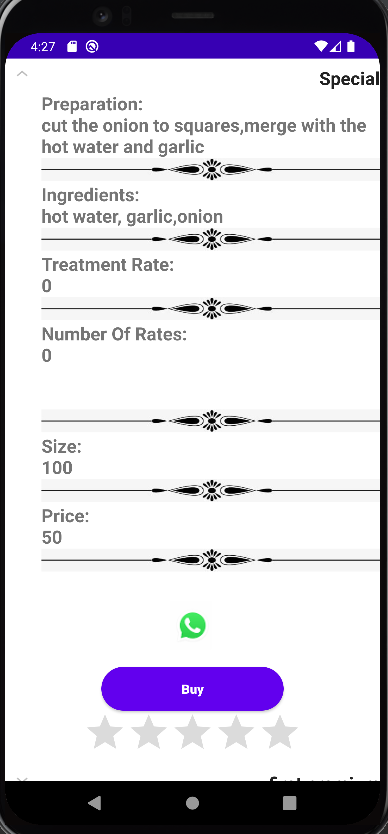 4:27
Special
Preparation:
cut the onion to squares,merge with the
hot water and garlic
Ingredients:
hot water, garlic,onion
Treatment Rate:
0
Number Of Rates:
0
Size:
100
Price:
50
Buy